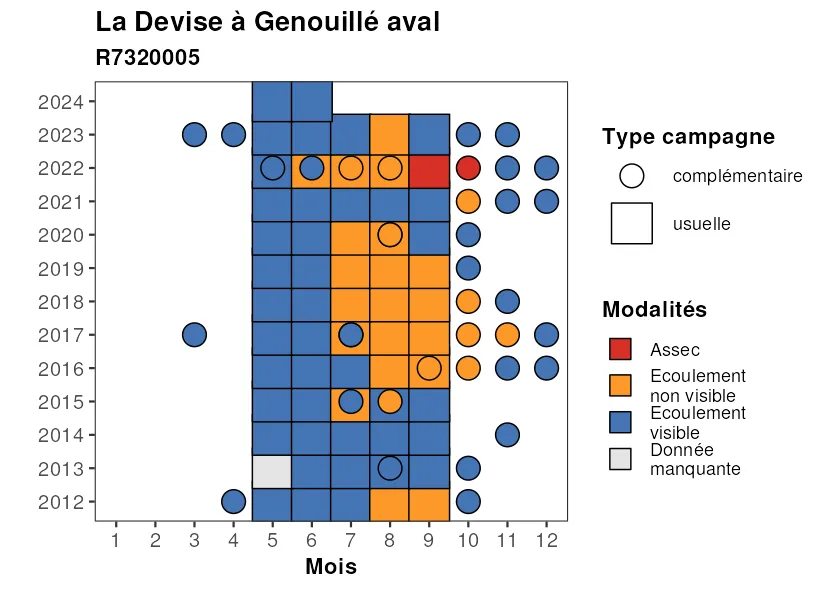 La Devise à Genouillé aval
R7320005
2024
2023
2022
2021
2020
2019
2018
2017
2016
2015
2014
2013
2012
1 2 3 4 5 6 7 8 9 10 11 12
Mois
Type campagne
complémentaire
usuelle
Modalités
Assec
Ecoulement
non visible
Ecoulement
visible
Donnée
manquante